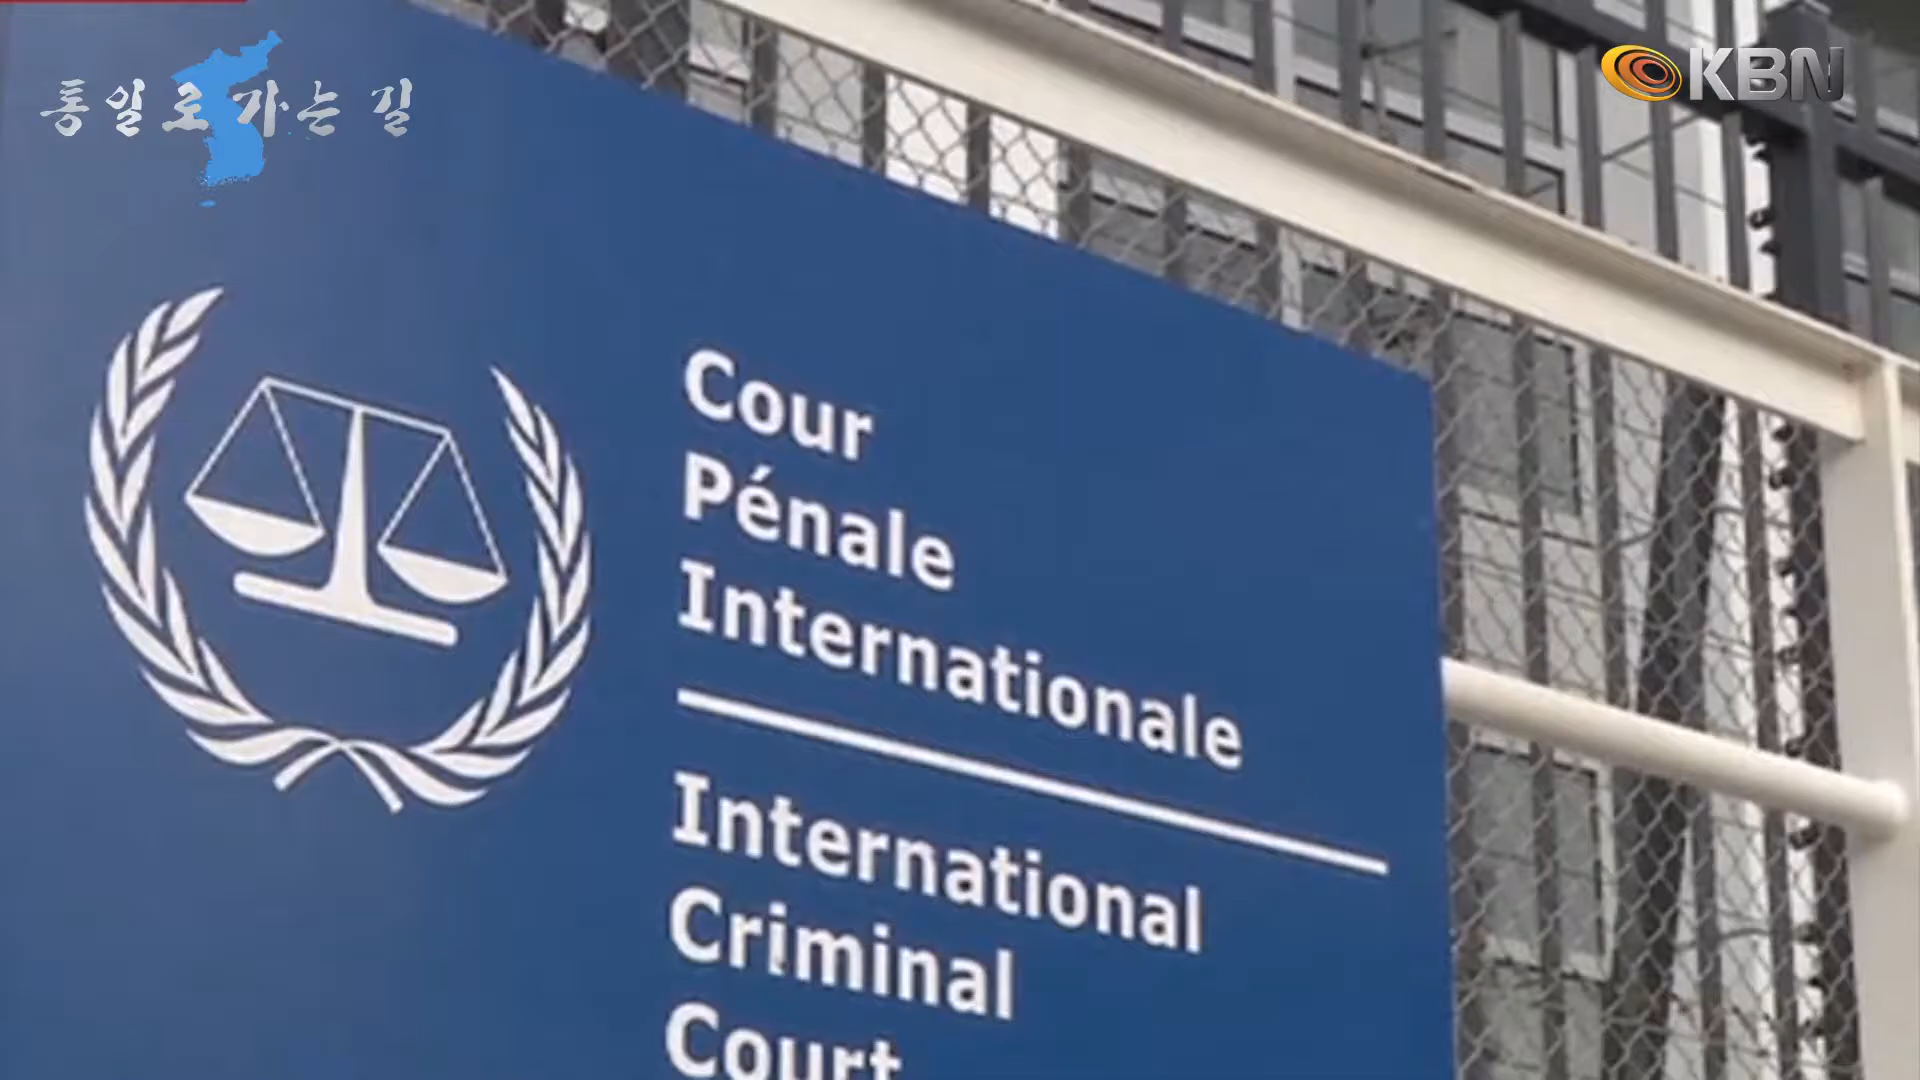 통일로 가는 길
KBN
Cour
Pénale
Internationale
International
Criminal
Court